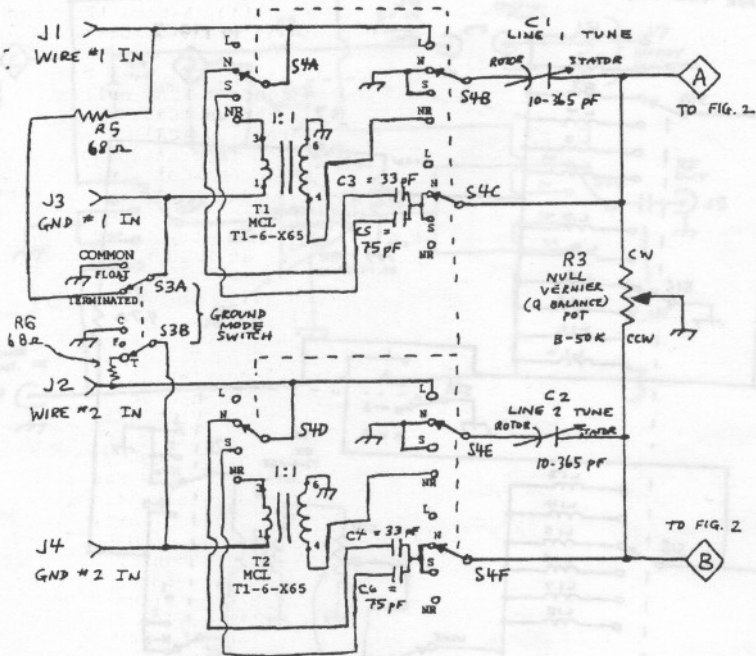 J1
WIRE #1 IN
R5
68Ω
J3
GND #1 IN
COMMON
FLOAT
TERMINATED
S3A
GROUND
MODE
SWITCH
S3B
C
F
T
R6
68Ω
J2
WIRE #2 IN
J4
GND #2 IN
L
N
S
NR
S4A
1:1
3
1
6
4
T1
MCL
T1-6-X65
L
N
S
NR
S4B
C3 = 33 pF
C5 =
75 pF
L
N
S
NR
S4C
C1
LINE 1 TUNE
ROTOR
STATOR
10-365 pF
A
TO FIG. 2
R3
NULL
VERNIER
(Q BALANCE)
POT
B-50K
CW
CCW
L
N
S
NR
S4D
1:1
3
1
6
4
T2
MCL
T1-6-X65
L
N
S
NR
S4E
C4 = 33 pF
C6 =
75 pF
L
N
S
NR
S4F
C2
LINE 2 TUNE
ROTOR
STATOR
10-365 pF
TO FIG. 2
B